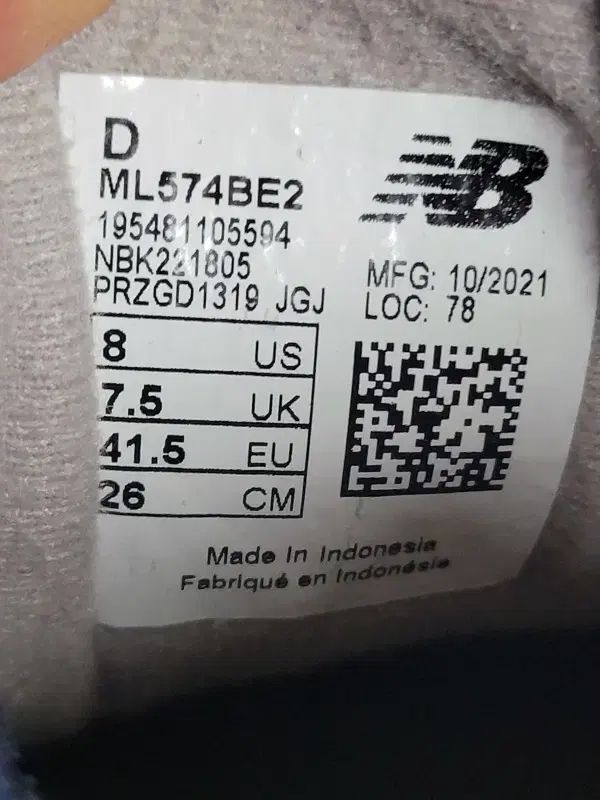 D
ML574BE2
195481105594
NBK221805
PRZGD1319 JGJ
NB
MFG: 10/2021
LOC: 78
8 US
7.5 UK
41.5 EU
26 CM
Made In Indonesia
Fabriqué en Indonésie